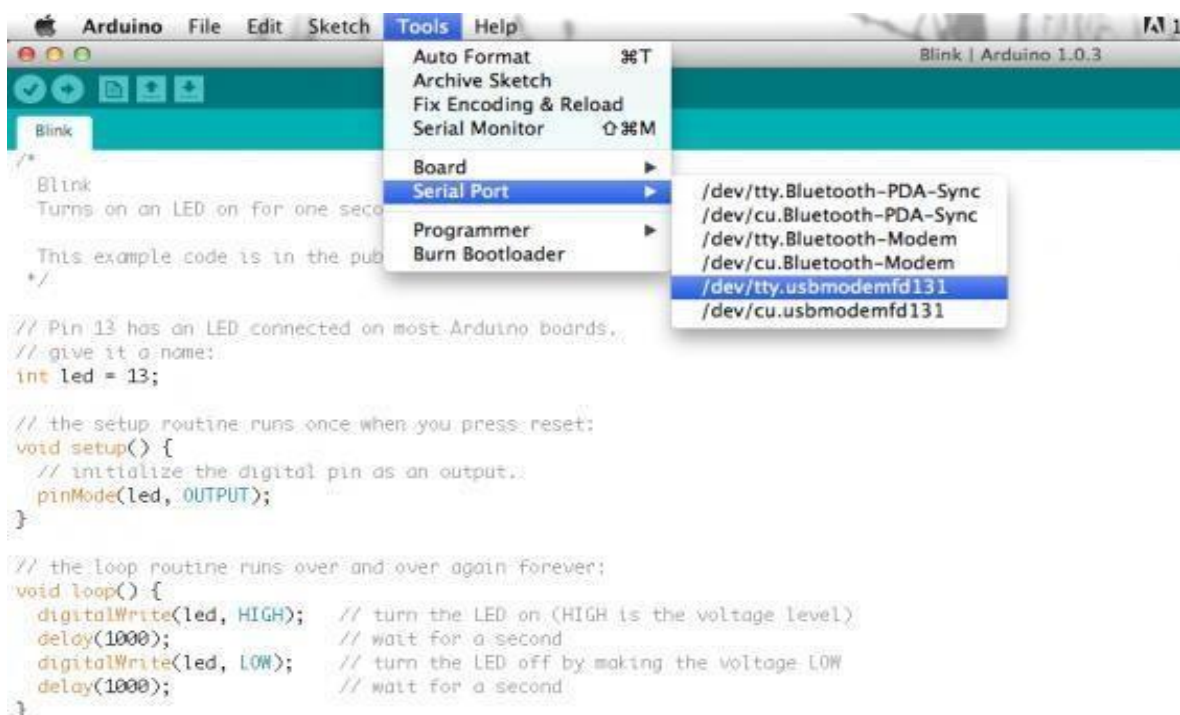 Arduino File Edit Sketch Tools Help
Blink | Arduino 1.0.3
Auto Format ⌘T
Archive Sketch
Fix Encoding & Reload
Serial Monitor ⇧⌘M
Board
Serial Port
Programmer
Burn Bootloader
/dev/tty.Bluetooth-PDA-Sync
/dev/cu.Bluetooth-PDA-Sync
/dev/tty.Bluetooth-Modem
/dev/cu.Bluetooth-Modem
/dev/tty.usbmodemfd131
/dev/cu.usbmodemfd131
Blink
/*
Blink
Turns on an LED on for one seco
This example code is in the pub
*/
// Pin 13 has an LED connected on most Arduino boards.
// give it a name:
int led = 13;
// the setup routine runs once when you press reset:
void setup() {
// initialize the digital pin as an output.
pinMode(led, OUTPUT);
}
// the loop routine runs over and over again forever:
void loop() {
digitalWrite(led, HIGH); // turn the LED on (HIGH is the voltage level)
delay(1000); // wait for a second
digitalWrite(led, LOW); // turn the LED off by making the voltage LOW
delay(1000); // wait for a second
}